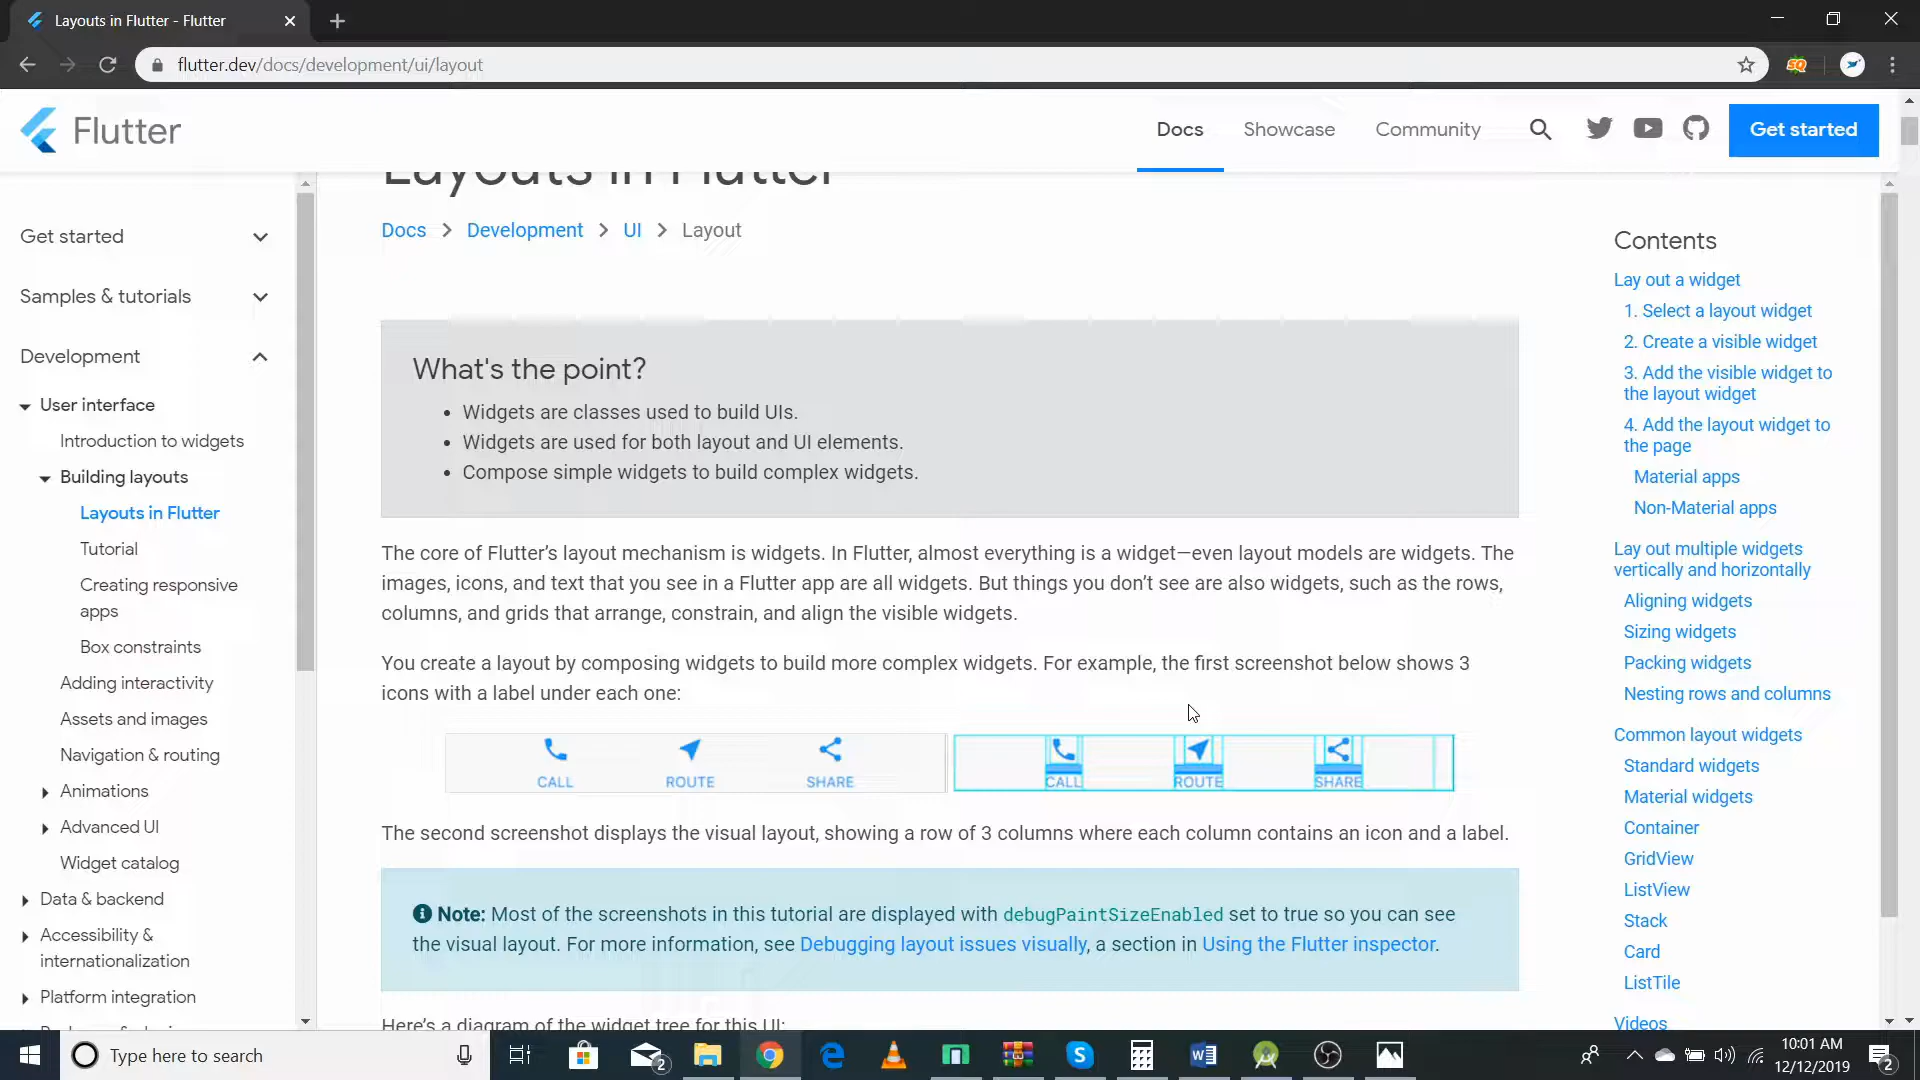 Layouts in Flutter - Flutter
flutter.dev/docs/development/ui/layout
SQ
Flutter
Docs
Showcase
Community
Get started
Layouts in Flutter
Docs
Development
UI
Layout
Get started
Samples & tutorials
Development
User interface
Introduction to widgets
Building layouts
Layouts in Flutter
Tutorial
Creating responsive
apps
Box constraints
Adding interactivity
Assets and images
Navigation & routing
Animations
Advanced UI
Widget catalog
Data & backend
Accessibility &
internationalization
Platform integration
What's the point?
• Widgets are classes used to build UIs.
• Widgets are used for both layout and UI elements.
• Compose simple widgets to build complex widgets.
The core of Flutter’s layout mechanism is widgets. In Flutter, almost everything is a widget—even layout models are widgets. The
images, icons, and text that you see in a Flutter app are all widgets. But things you don’t see are also widgets, such as the rows,
columns, and grids that arrange, constrain, and align the visible widgets.
You create a layout by composing widgets to build more complex widgets. For example, the first screenshot below shows 3
icons with a label under each one:
CALL
ROUTE
SHARE
CALL
ROUTE
SHARE
The second screenshot displays the visual layout, showing a row of 3 columns where each column contains an icon and a label.
Note: Most of the screenshots in this tutorial are displayed with debugPaintSizeEnabled set to true so you can see
the visual layout. For more information, see Debugging layout issues visually, a section in Using the Flutter inspector.
Here’s a diagram of the widget tree for this UI:
Contents
Lay out a widget
1. Select a layout widget
2. Create a visible widget
3. Add the visible widget to
the layout widget
4. Add the layout widget to
the page
Material apps
Non-Material apps
Lay out multiple widgets
vertically and horizontally
Aligning widgets
Sizing widgets
Packing widgets
Nesting rows and columns
Common layout widgets
Standard widgets
Material widgets
Container
GridView
ListView
Stack
Card
ListTile
Videos
Type here to search
2
10:01 AM
12/12/2019
2